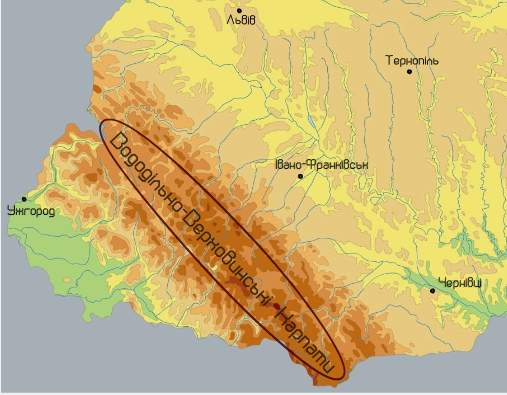 Львів
Тернопіль
Івано-Франківськ
Ужгород
Вододільно-Верховинські Карпати
Чернівці